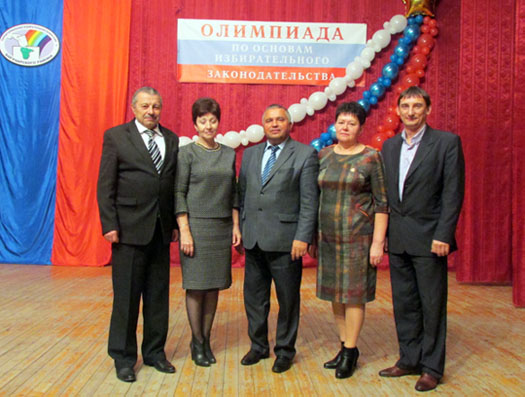 ОЛИМПИАДА
ПО ОСНОВАМ
ИЗБИРАТЕЛЬНОГО
ЗАКОНОДАТЕЛЬСТВА